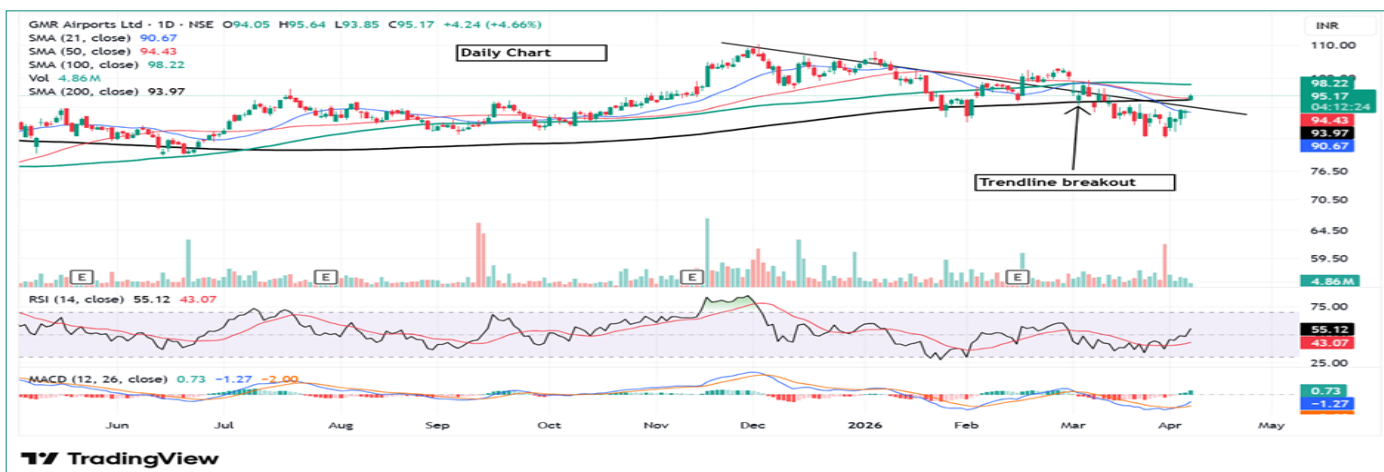 GMR Airports Ltd · 1D · NSE O94.05 H95.64 L93.85 C95.17 +4.24 (+4.66%)
INR
SMA (21, close) 90.67
SMA (50, close) 94.43
SMA (100, close) 98.22
Vol 4.86M
SMA (200, close) 93.97
Daily Chart
110.00
98.22
95.17
04:12:24
94.43
93.97
90.67
76.50
Trendline breakout
70.50
64.50
59.50
E
E
E
E
4.86M
RSI (14, close) 55.12 43.07
75.00
55.12
43.07
25.00
MACD (12, 26, close) 0.73 −1.27 −2.00
0.73
−1.27
Jun Jul Aug Sep Oct Nov Dec 2026 Feb Mar Apr May
TradingView